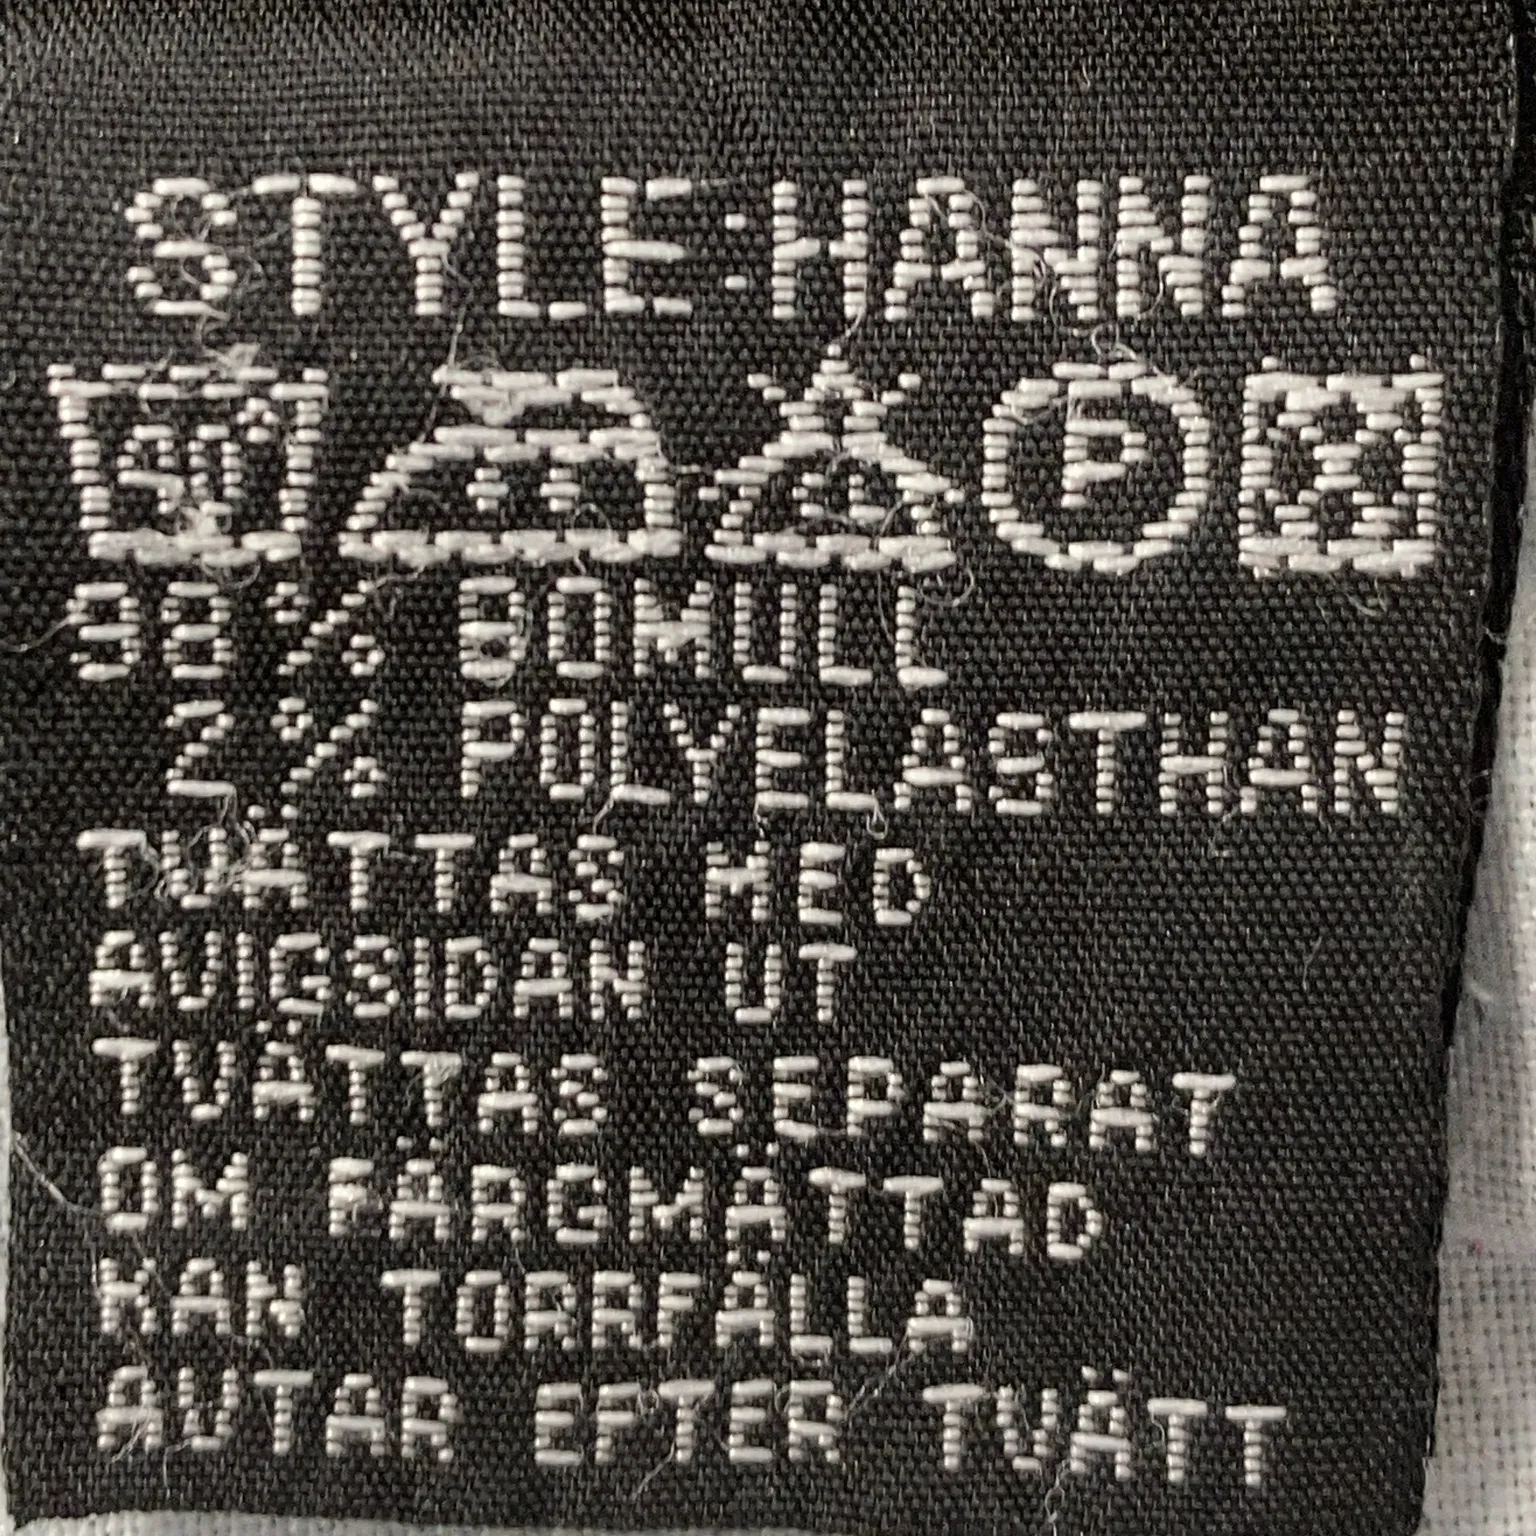 STYLE:HANNA
60°
P
98% BOMULL
2% POLYELASTHAN
TVÄTTAS MED
AVIGSIDAN UT
TVÄTTAS SEPARAT
OM FÄRGMÄTTAD
KAN TORRFÄLLA
AVTAR EFTER TVÄTT